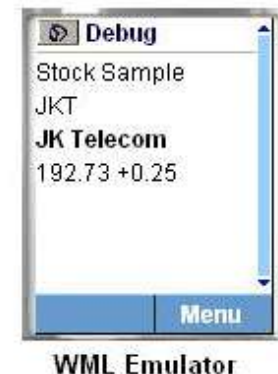 Debug
Stock Sample
JKT
JK Telecom
192.73 +0.25
Menu
WML Emulator